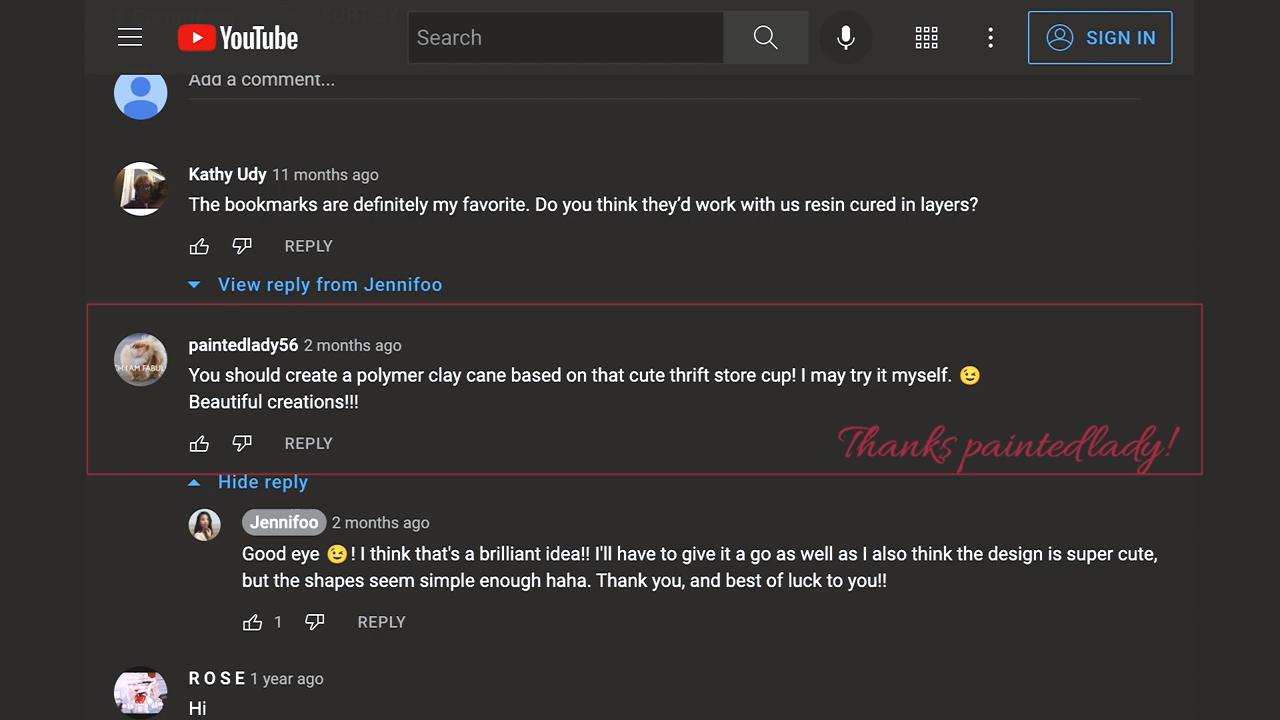 YouTube
Search
SIGN IN
Add a comment...
Kathy Udy 11 months ago
The bookmarks are definitely my favorite. Do you think they’d work with us resin cured in layers?
REPLY
View reply from Jennifoo
paintedlady56 2 months ago
You should create a polymer clay cane based on that cute thrift store cup! I may try it myself. 😉
Beautiful creations!!!
REPLY
Thanks paintedlady!
Hide reply
Jennifoo 2 months ago
Good eye 😉! I think that's a brilliant idea!! I'll have to give it a go as well as I also think the design is super cute,
but the shapes seem simple enough haha. Thank you, and best of luck to you!!
1 REPLY
R O S E 1 year ago
Hi